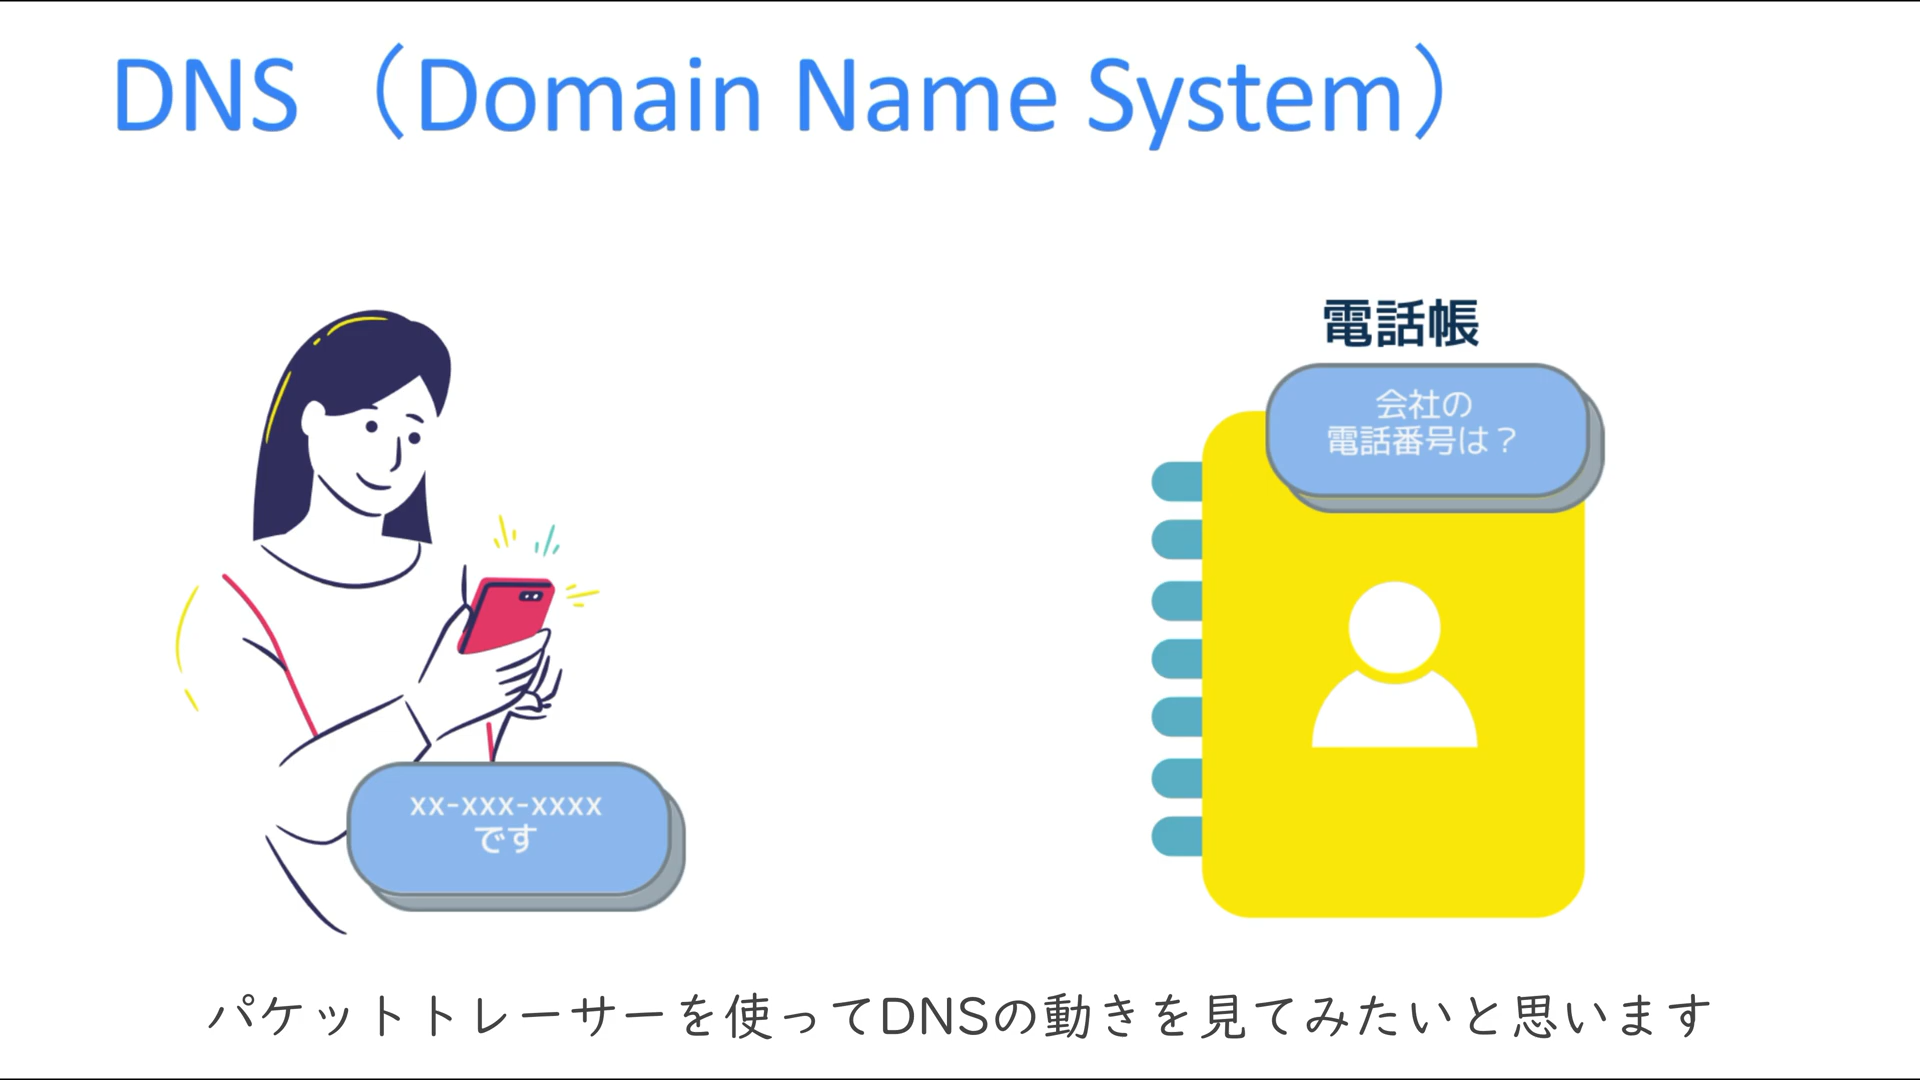 DNS（Domain Name System）
電話帳
会社の
電話番号は？
xx-xxx-xxxx
です
パケットトレーサーを使ってDNSの動きを見てみたいと思います